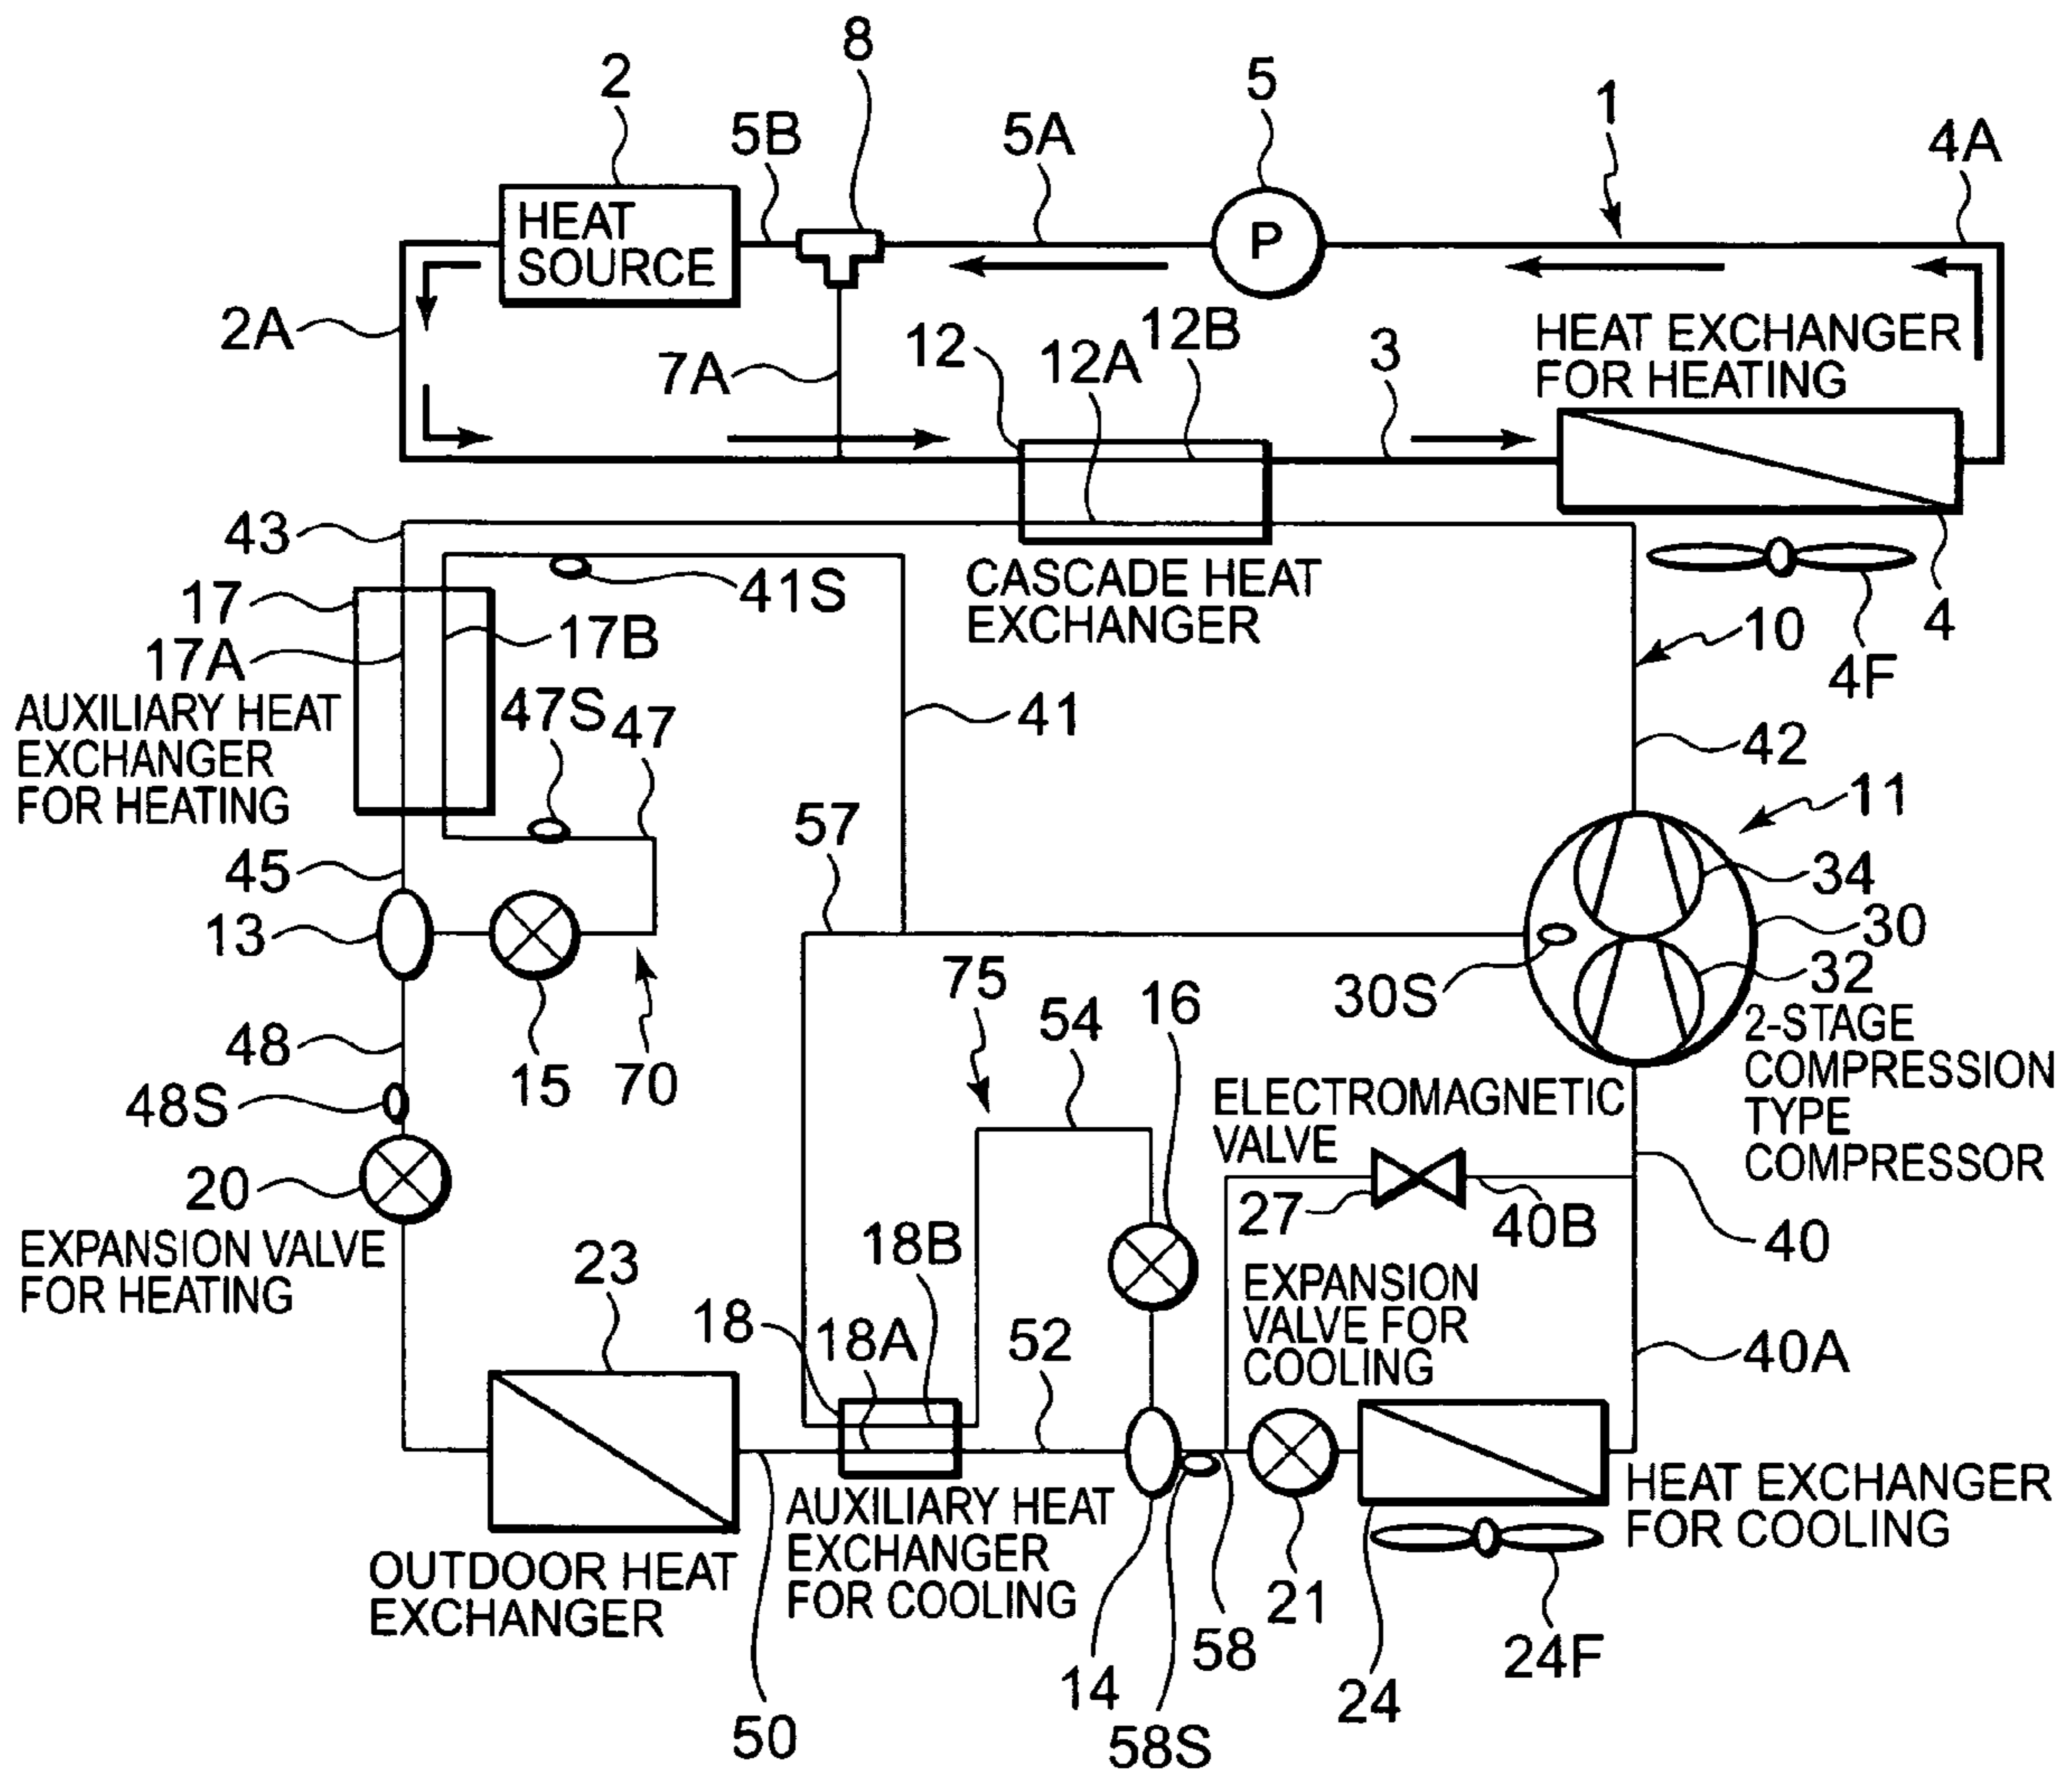 8
2
5
1
5B
5A
4A
HEAT
SOURCE
P
2A
12
12B
3
HEAT EXCHANGER
FOR HEATING
7A
12A
43
41S
CASCADE HEAT
EXCHANGER
17
17B
10
4
17A
4F
AUXILIARY HEAT
EXCHANGER
FOR HEATING
47S
47
41
42
11
57
34
45
13
30
30S
32
75
54
16
2-STAGE
COMPRESSION
TYPE
COMPRESSOR
48
15
70
48S
ELECTROMAGNETIC
VALVE
20
27
40B
40
EXPANSION VALVE
FOR HEATING
23
18B
EXPANSION
VALVE FOR
COOLING
18
18A
52
40A
HEAT EXCHANGER
FOR COOLING
AUXILIARY HEAT
EXCHANGER
FOR COOLING
OUTDOOR HEAT
EXCHANGER
21
58
24F
14
24
50
58S